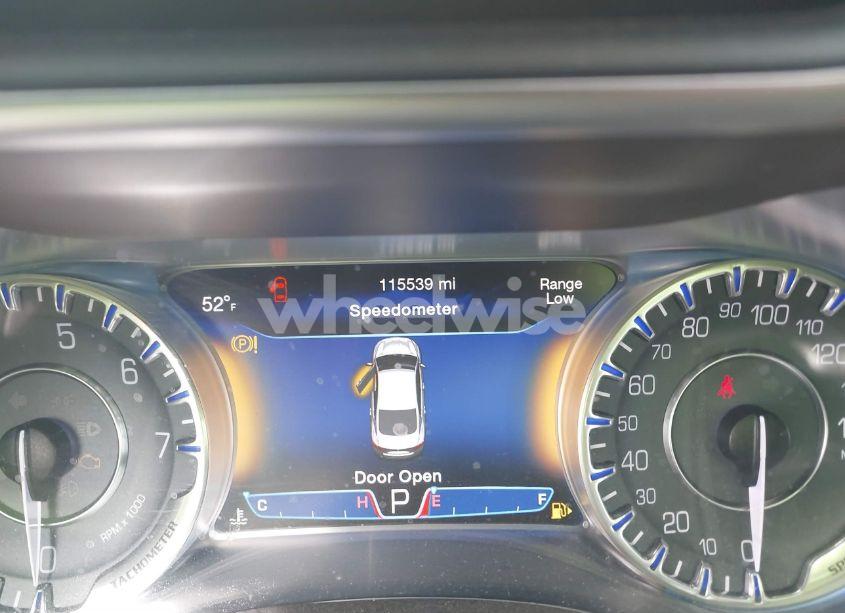 115539 mi
Range
Low
52°F
Speedometer
wheelwise
(P)!
5
6
7
0
RPM x 1000
TACHOMETER
Door Open
C
H
P
E
F
0
10
20
30
40
50
60
70
80
90
100
110
120